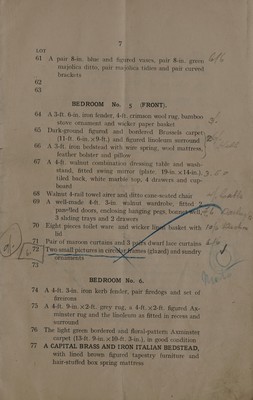 7
LOT
61 A pair 8-in. blue and figured vases, pair 8-in. green
majolica ditto, pair majolica tubes and pair carved
brackets
62
63
BEDROOM No. 5 (FRONT).
64 A 3-ft. 6-in. iron fender, 4-ft. crimson wool rug, bamboo
stove ornament and wicker paper basket
65 Dark-ground figured and bordered Brussels carpet
(11-ft. 6-in. ×9-ft.) and figured linoleum surround
66 A 3-ft. iron bedstead with wire spring, wool mattress,
feather bolster and pillow
67 A 4-ft. walnut combination dressing table and wash-
stand, fitted swing mirror (plate. 19-in. ×14-in.),
tiled back, white marble top, 4 drawers and cup-
board
68 Walnut 4-rod towel airer and ditto cane-seated chair
69 A well-made 4-ft. 3-in. walnut wardrobe, fitted
panelled doors, enclosing hanging pegs, bonnet
3 sliding trays and 2 drawers
70 Eight pieces toilet ware and wicker linen basket with
lid
71 Pair of maroon curtains and 3 pairs dwarf lace curtains
72 Two small pictures in circular frames (glazed) and sundry
ornaments
73
BEDROOM No. 6.
74 A 4-ft. 3-in. iron kerb fender, pair firedogs and set of
fireirons
75 A 4-ft. 9-in. ×2-ft. grey rug, a 4-ft. ×2-ft. figured Ax-
minster rug and the linoleum as fitted in recess and
surround
76 The light green bordered and floral-pattern Axminster
carpet (13-ft. 9-in. ×10-ft. 3-in.), in good condition
77 A CAPITAL BRASS AND IRON ITALIAN BEDSTEAD,
with lined brown figured tapestry furniture and
hair-stuffed box spring mattress